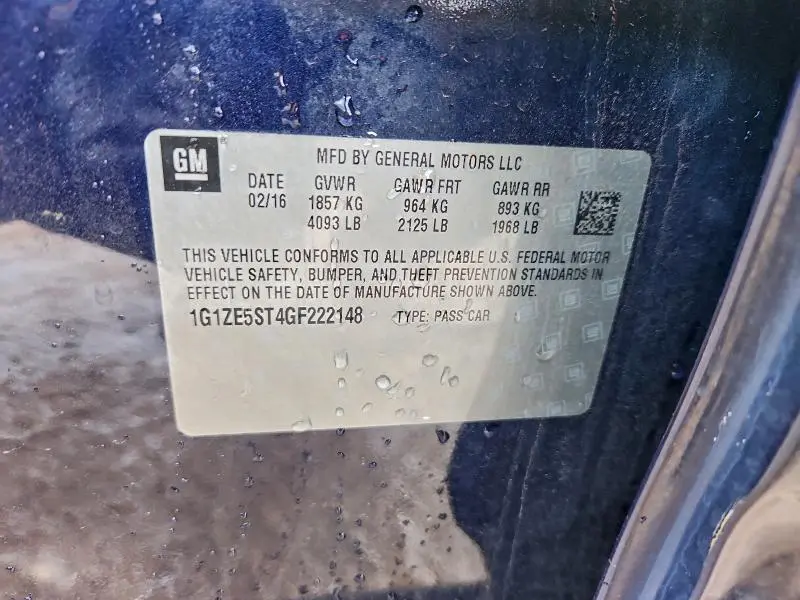 GM
MFD BY GENERAL MOTORS LLC
DATE GVWR GAWR FRT GAWR RR
02/16 1857 KG 964 KG 893 KG
4093 LB 2125 LB 1968 LB
THIS VEHICLE CONFORMS TO ALL APPLICABLE U.S. FEDERAL MOTOR
VEHICLE SAFETY, BUMPER, AND THEFT PREVENTION STANDARDS IN
EFFECT ON THE DATE OF MANUFACTURE SHOWN ABOVE.
1G1ZE5ST4GF222148 TYPE: PASS CAR